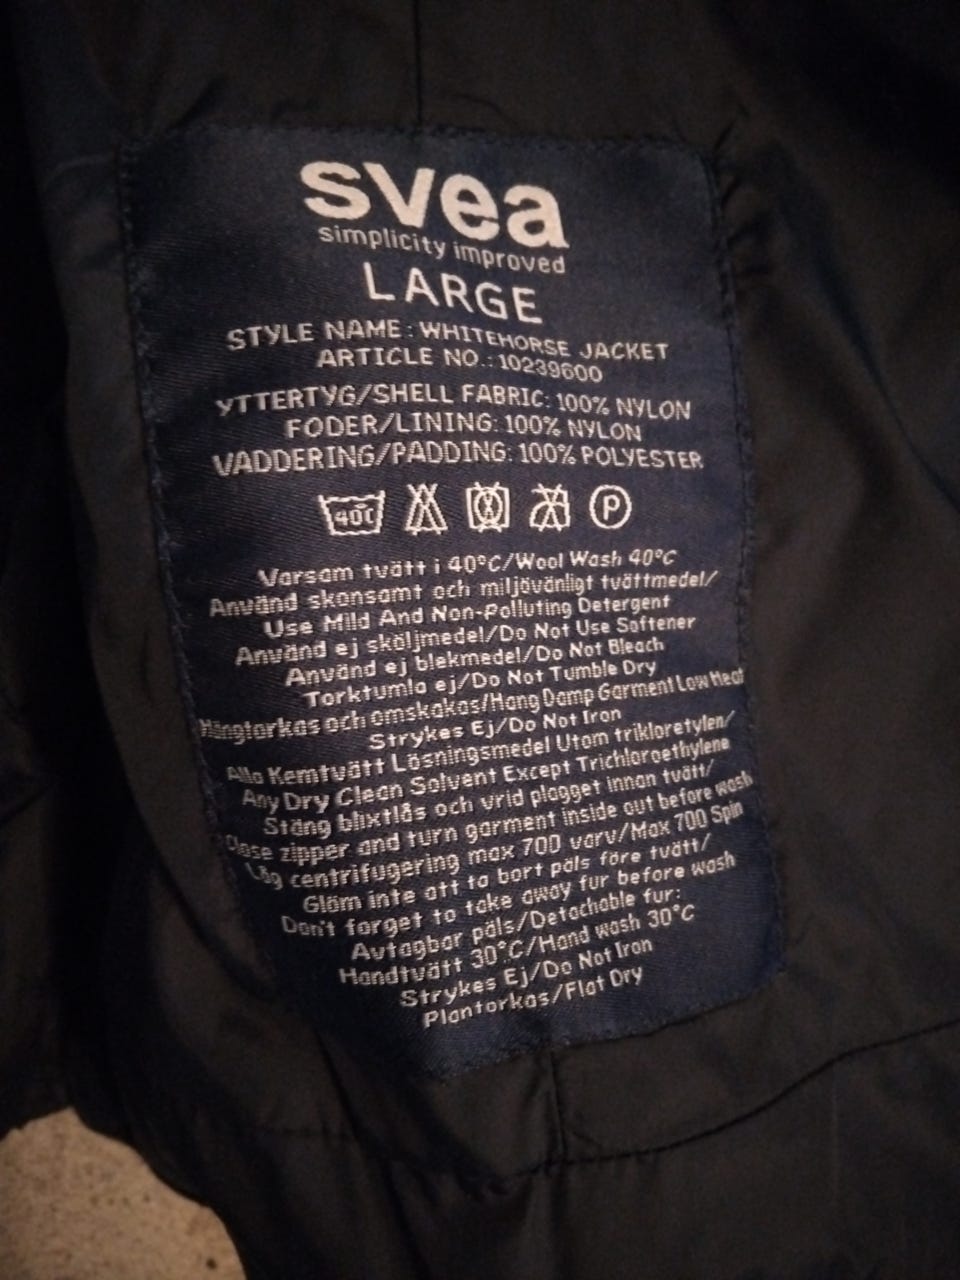 svea
simplicity improved
LARGE
STYLE NAME: WHITEHORSE JACKET
ARTICLE NO.: 10239600
YTTERTYG/SHELL FABRIC: 100% NYLON
FODER/LINING: 100% NYLON
VADDERING/PADDING: 100% POLYESTER
40C P
Varsam tvätt i 40°C/Wool Wash 40°C
Använd skonsamt och miljövänligt tvättmedel/
Use Mild And Non-Polluting Detergent
Använd ej sköljmedel/Do Not Use Softener
Använd ej blekmedel/Do Not Bleach
Torktumla ej/Do Not Tumble Dry
Hängtorkas och omskakas/Hang Damp Garment Low Heat
Strykes Ej/Do Not Iron
Alla Kemtvätt Lösningsmedel Utom trikloretylen/
Any Dry Clean Solvent Except Trichloroethylene
Stäng blixtlås och vrid plagget innan tvätt/
Close zipper and turn garment inside out before wash
Låg centrifugering max 700 varv/Max 700 Spin
Glöm inte att ta bort päls före tvätt/
Don't forget to take away fur before wash
Avtagbar päls/Detachable fur:
Handtvätt 30°C/Hand wash 30°C
Strykes Ej/Do Not Iron
Plantorkas/Flat Dry